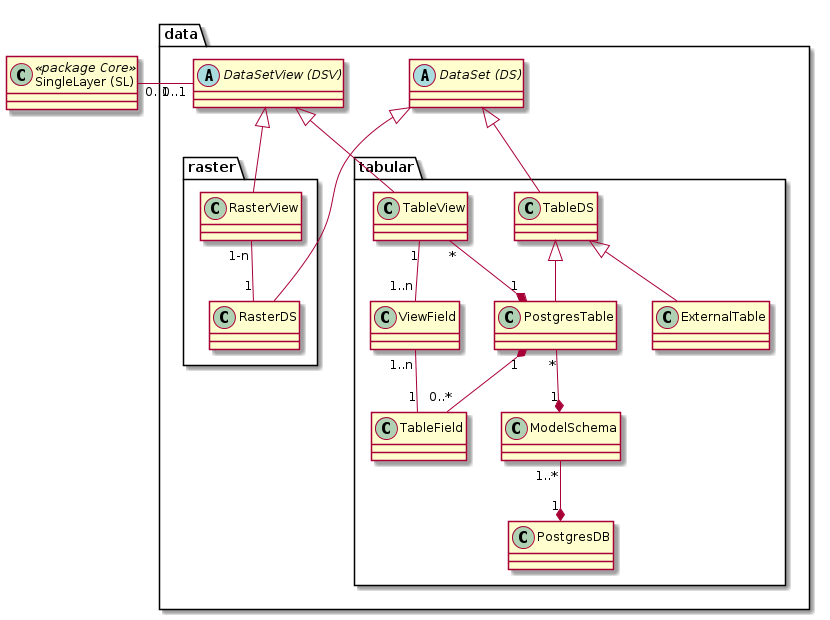 data
«package Core»
SingleLayer (SL)
C
A
DataSetView (DSV)
A
DataSet (DS)
0..1
0..1
raster
tabular
C
RasterView
C
TableView
C
TableDS
1-n
1
1
*
1..n
1
C
RasterDS
C
ViewField
C
PostgresTable
C
ExternalTable
1..n
1
*
1
0..*
1
C
TableField
C
ModelSchema
1..*
1
C
PostgresDB